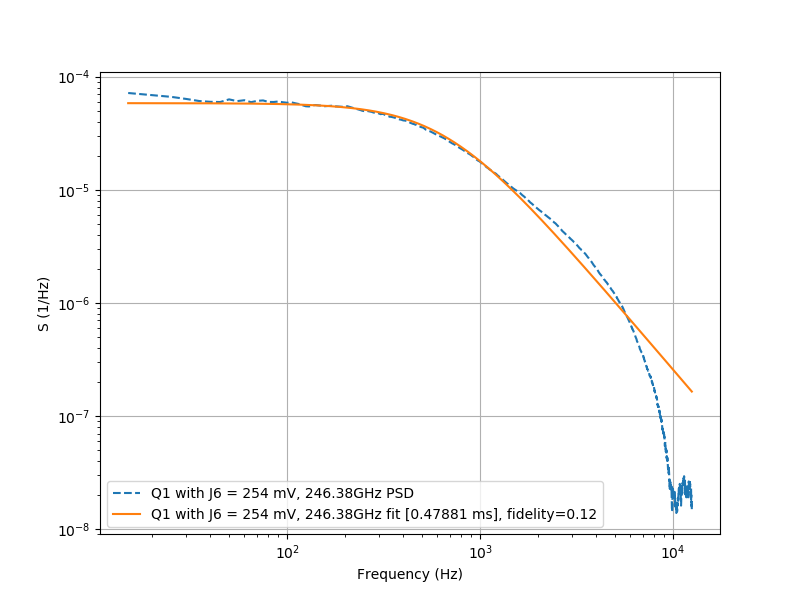 10⁻⁴
10⁻⁵
10⁻⁶
10⁻⁷
10⁻⁸
S (1/Hz)
Q1 with J6 = 254 mV, 246.38GHz PSD
Q1 with J6 = 254 mV, 246.38GHz fit [0.47881 ms], fidelity=0.12
10² 10³ 10⁴
Frequency (Hz)